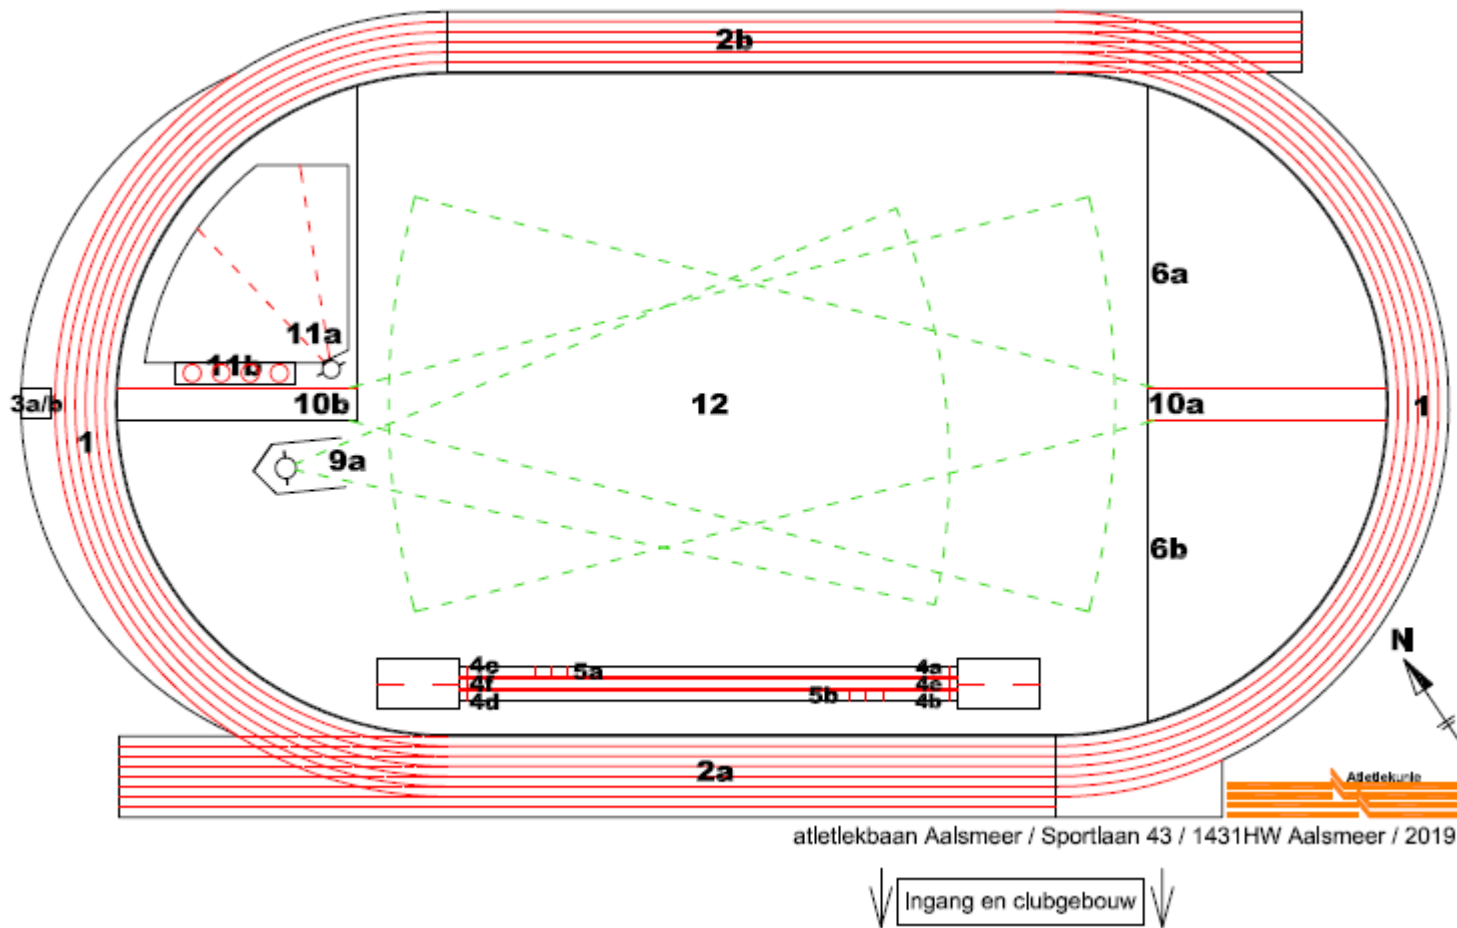 2b
6a
11a
11b
3a/b
10b
12
10a
1
1
9a
6b
N
4c 5a 4a
4f 4e
4d 5b 4b
2a
Atletiekunie
atletiekbaan Aalsmeer / Sportlaan 43 / 1431HW Aalsmeer / 2019
Ingang en clubgebouw